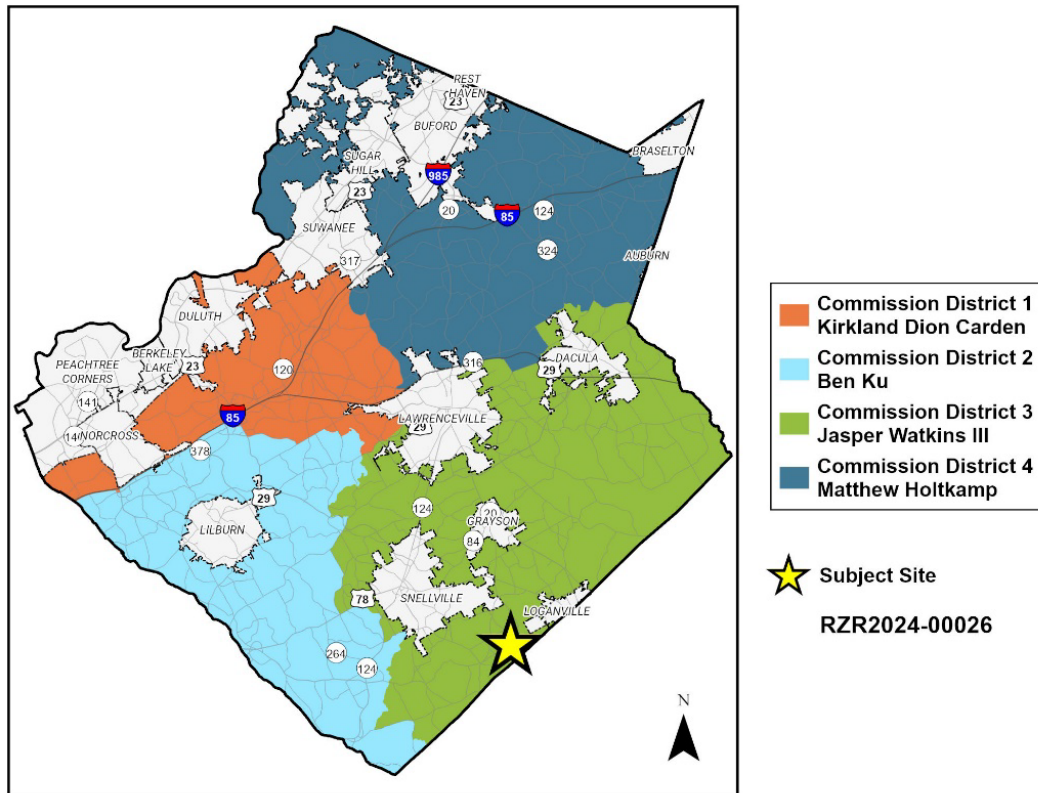 REST
HAVEN
23
BUFORD
BRASELTON
SUGAR
HILL
985
23
20
85
124
SUWANEE
324
317
AUBURN
DULUTH
PEACHTREE
CORNERS
BERKELEY
LAKE
23
120
316
DACULA
29
141
85
LAWRENCEVILLE
29
14
NORCROSS
378
29
124
20
GRAYSON
84
LILBURN
78
SNELLVILLE
LOGANVILLE
264
124
N
Commission District 1
Kirkland Dion Carden
Commission District 2
Ben Ku
Commission District 3
Jasper Watkins III
Commission District 4
Matthew Holtkamp
Subject Site
RZR2024-00026